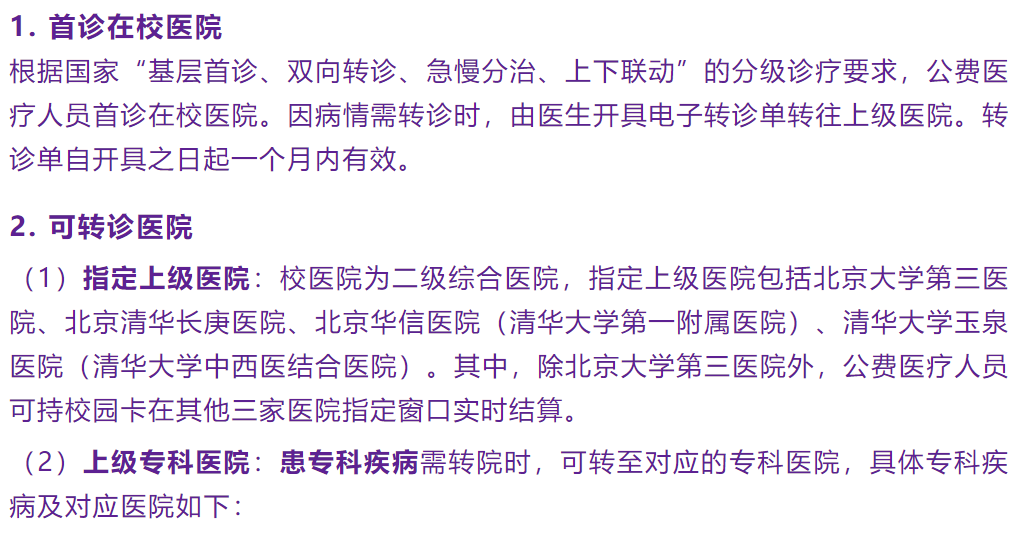 1. 首诊在校医院
根据国家“基层首诊、双向转诊、急慢分治、上下联动”的分级诊疗要求，公费医
疗人员首诊在校医院。因病情需转诊时，由医生开具电子转诊单转往上级医院。转
诊单自开具之日起一个月内有效。
2. 可转诊医院
（1）指定上级医院：校医院为二级综合医院，指定上级医院包括北京大学第三医
院、北京清华长庚医院、北京华信医院（清华大学第一附属医院）、清华大学玉泉
医院（清华大学中西医结合医院）。其中，除北京大学第三医院外，公费医疗人员
可持校园卡在其他三家医院指定窗口实时结算。
（2）上级专科医院：患专科疾病需转院时，可转至对应的专科医院，具体专科疾
病及对应医院如下：